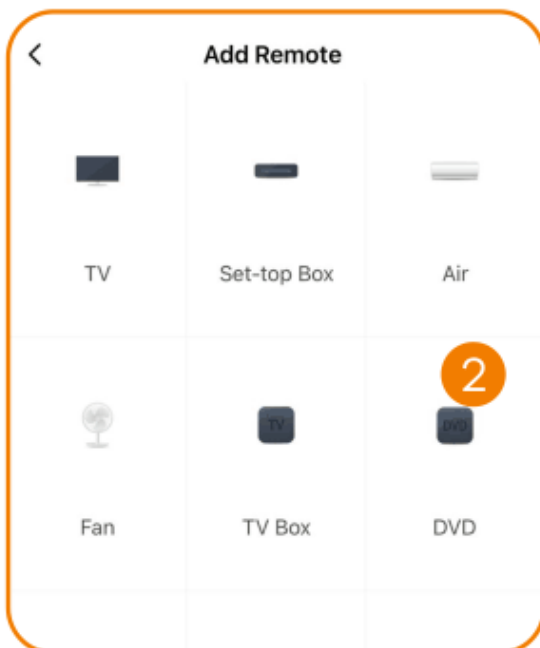 Add Remote
TV
Set-top Box
Air
2
TV
DVD
Fan
TV Box
DVD